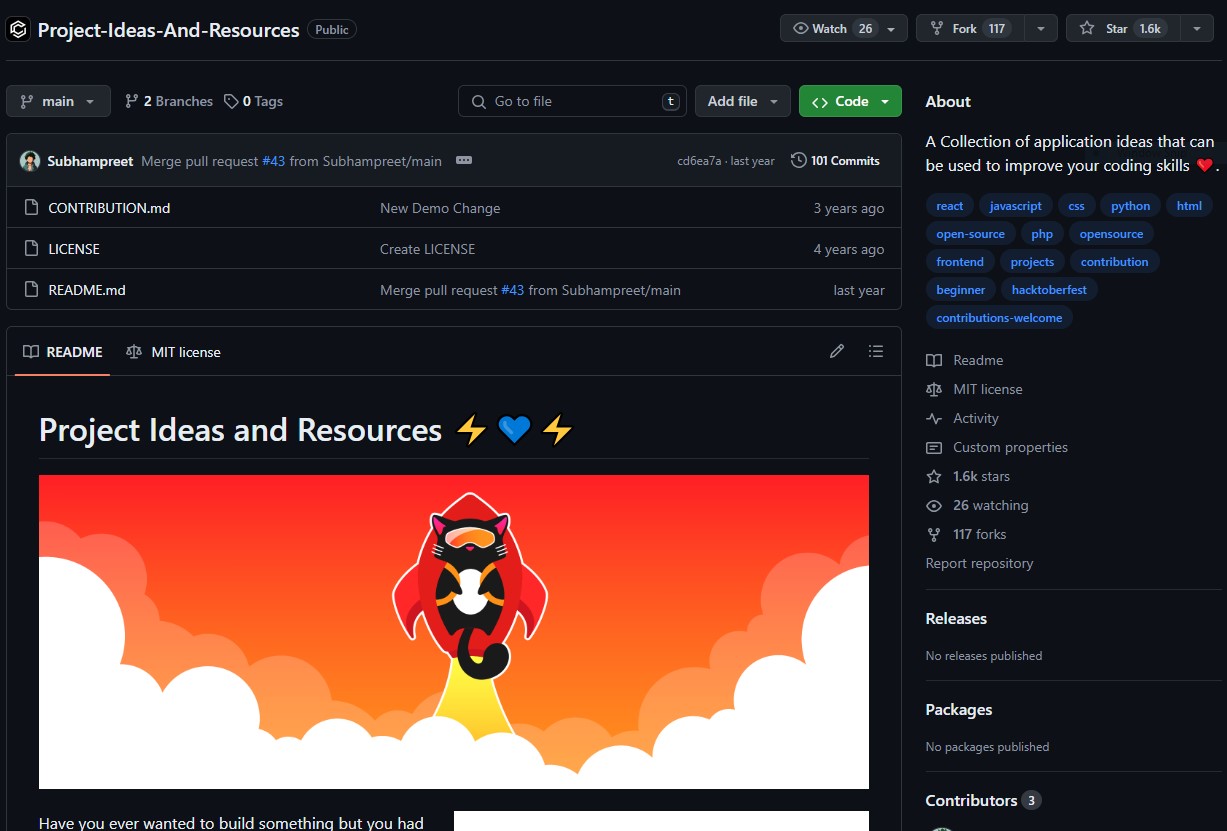 Project-Ideas-And-Resources Public Watch 26 Fork 117 Star 1.6k
main 2 Branches 0 Tags Go to file t Add file Code
Subhampreet Merge pull request #43 from Subhampreet/main cd6ea7a · last year 101 Commits
CONTRIBUTION.md New Demo Change 3 years ago
LICENSE Create LICENSE 4 years ago
README.md Merge pull request #43 from Subhampreet/main last year
README MIT license
Project Ideas and Resources ⚡ 💙 ⚡
Have you ever wanted to build something but you had
About
A Collection of application ideas that can
be used to improve your coding skills ❤️.
react javascript css python html
open-source php opensource
frontend projects contribution
beginner hacktoberfest
contributions-welcome
Readme
MIT license
Activity
Custom properties
1.6k stars
26 watching
117 forks
Report repository
Releases
No releases published
Packages
No packages published
Contributors 3